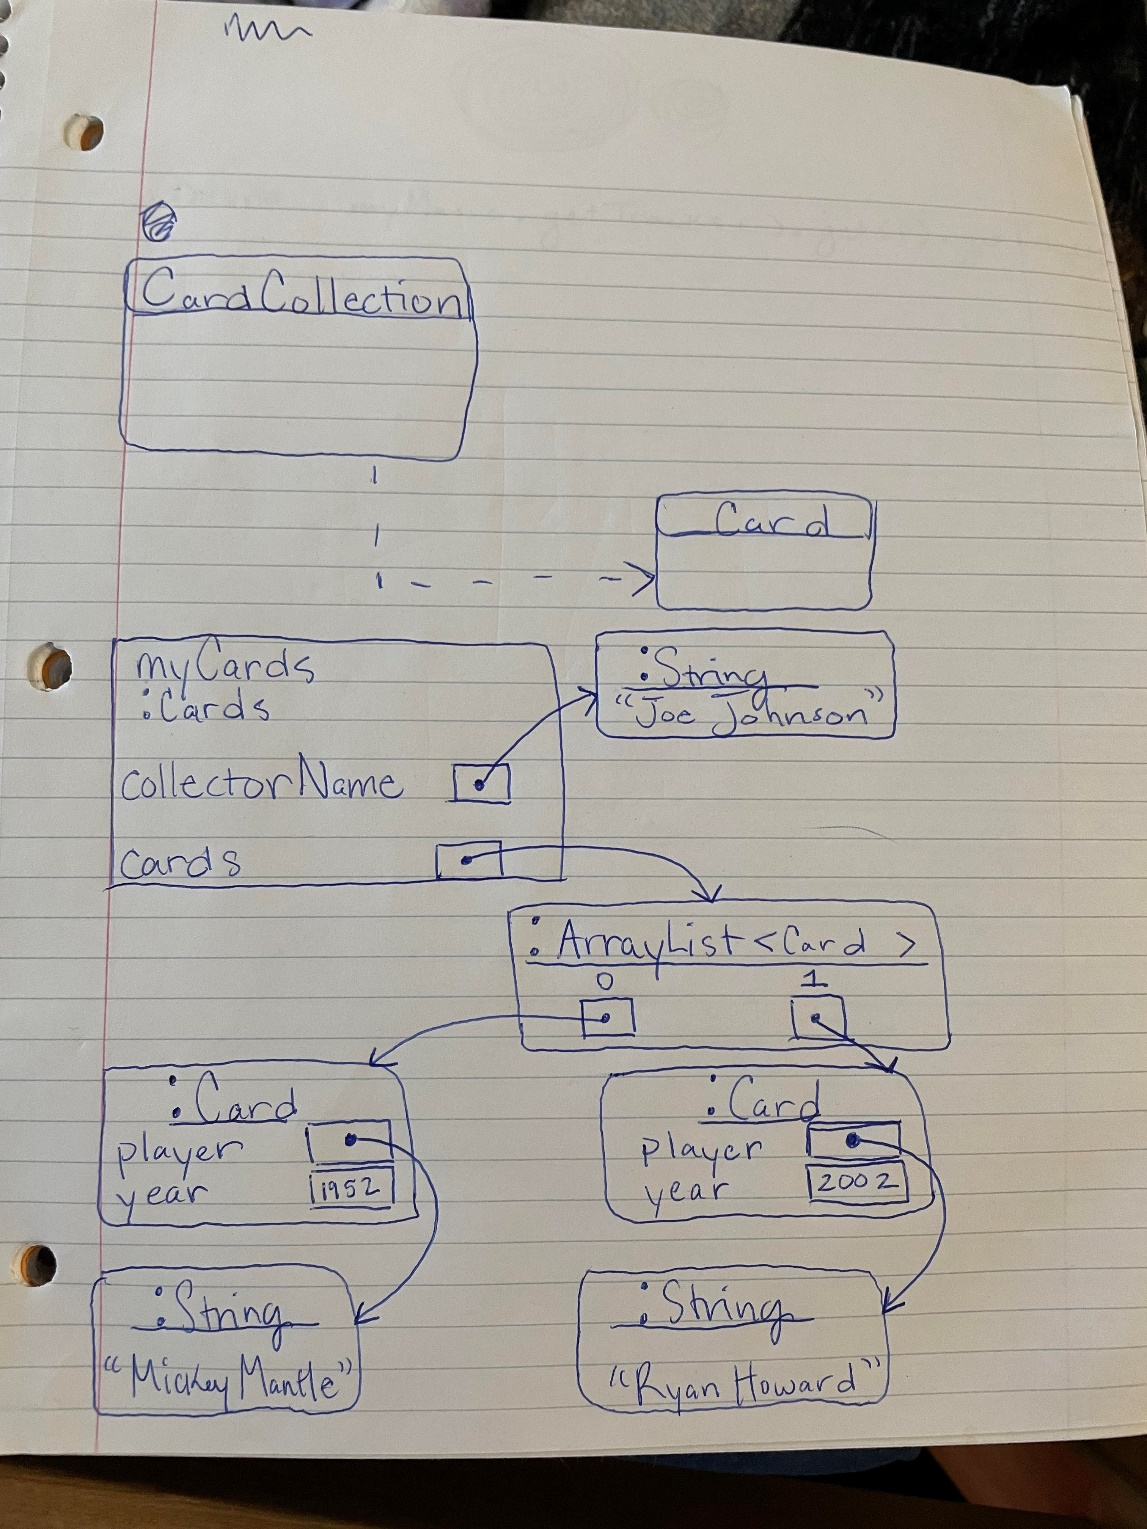 CardCollection
Card
myCards
:Cards
:String
"Joe Johnson"
collectorName
cards
:ArrayList<Card>
0 1
:Card
player
year 1952
:Card
player
year 2002
:String
"Mickey Mantle"
:String
"Ryan Howard"